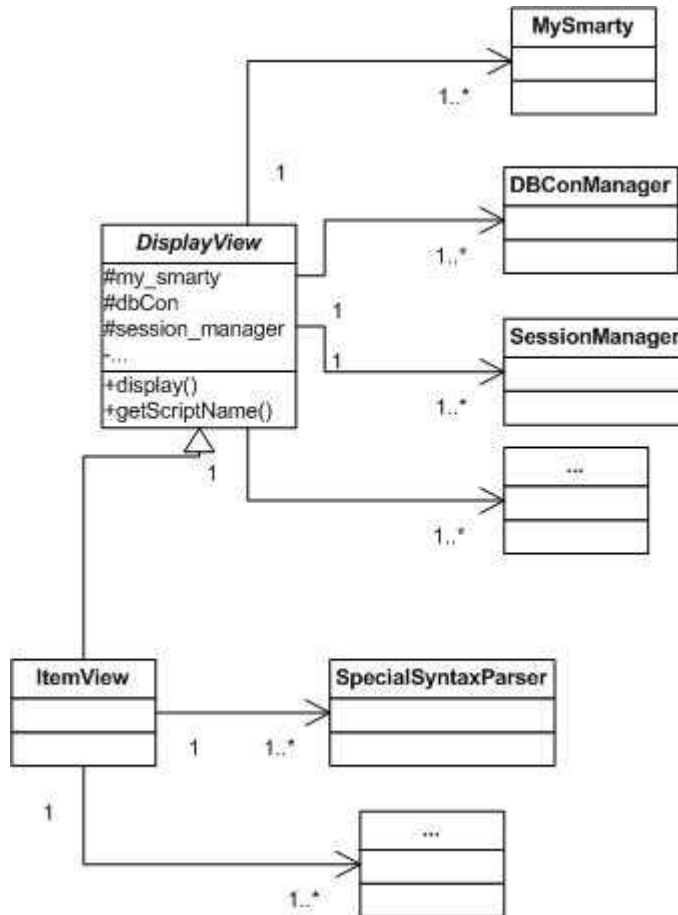 MySmarty
1..*
1
DBConManager
DisplayView
1..*
#my_smarty
#dbCon
#session_manager
-...
1
SessionManager
1
+display()
+getScriptName()
1..*
1
...
1..*
ItemView
SpecialSyntaxParser
1
1..*
1
...
1..*